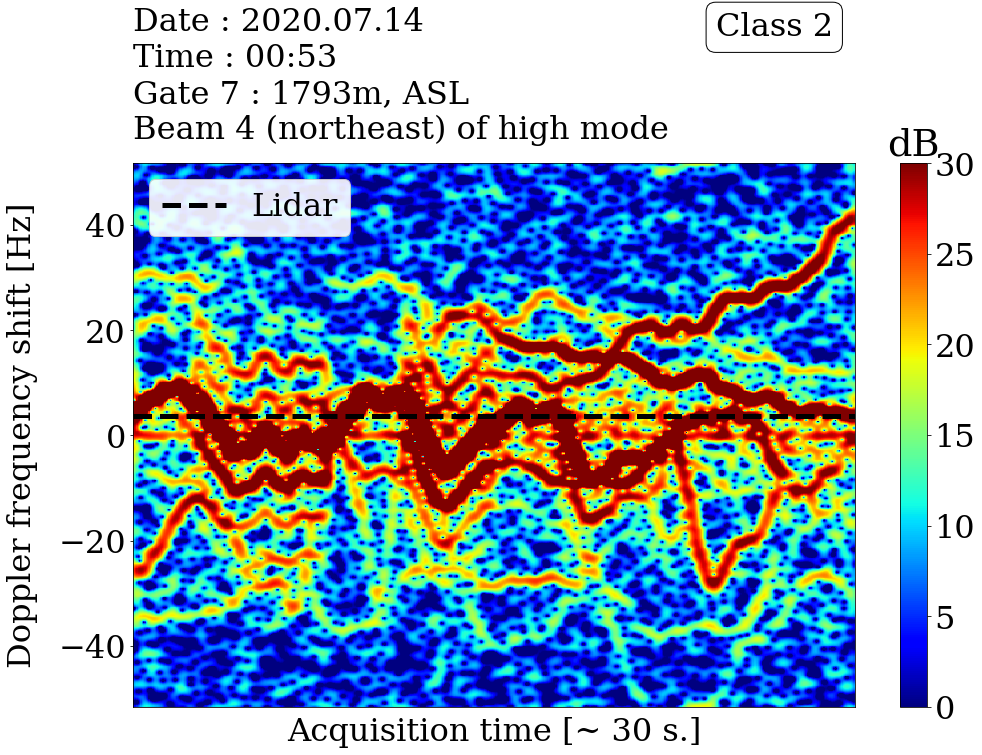 Date : 2020.07.14
Time : 00:53
Gate 7 : 1793m, ASL
Beam 4 (northeast) of high mode
Class 2
dB
Lidar
Doppler frequency shift [Hz]
40
20
0
−20
−40
30
25
20
15
10
5
0
Acquisition time [~ 30 s.]